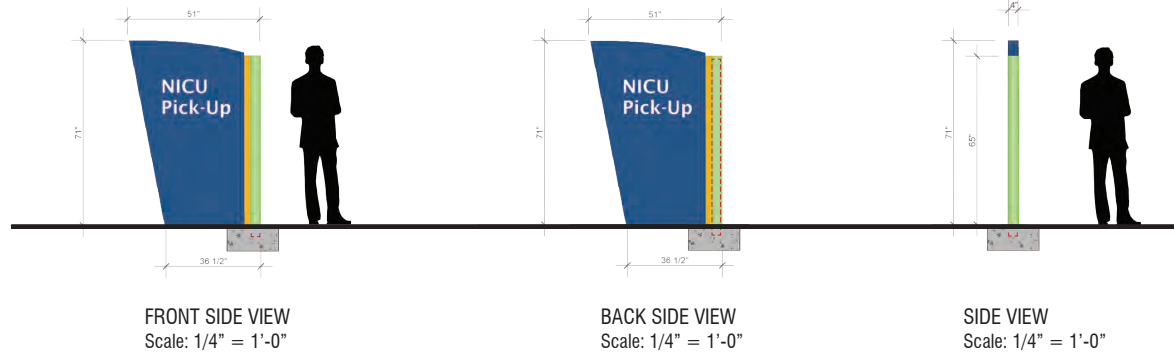 51"
71"
NICU
Pick-Up
36 1/2"
FRONT SIDE VIEW
Scale: 1/4” = 1’-0”
51"
71"
NICU
Pick-Up
36 1/2"
BACK SIDE VIEW
Scale: 1/4” = 1’-0”
4"
71"
65"
SIDE VIEW
Scale: 1/4” = 1’-0”